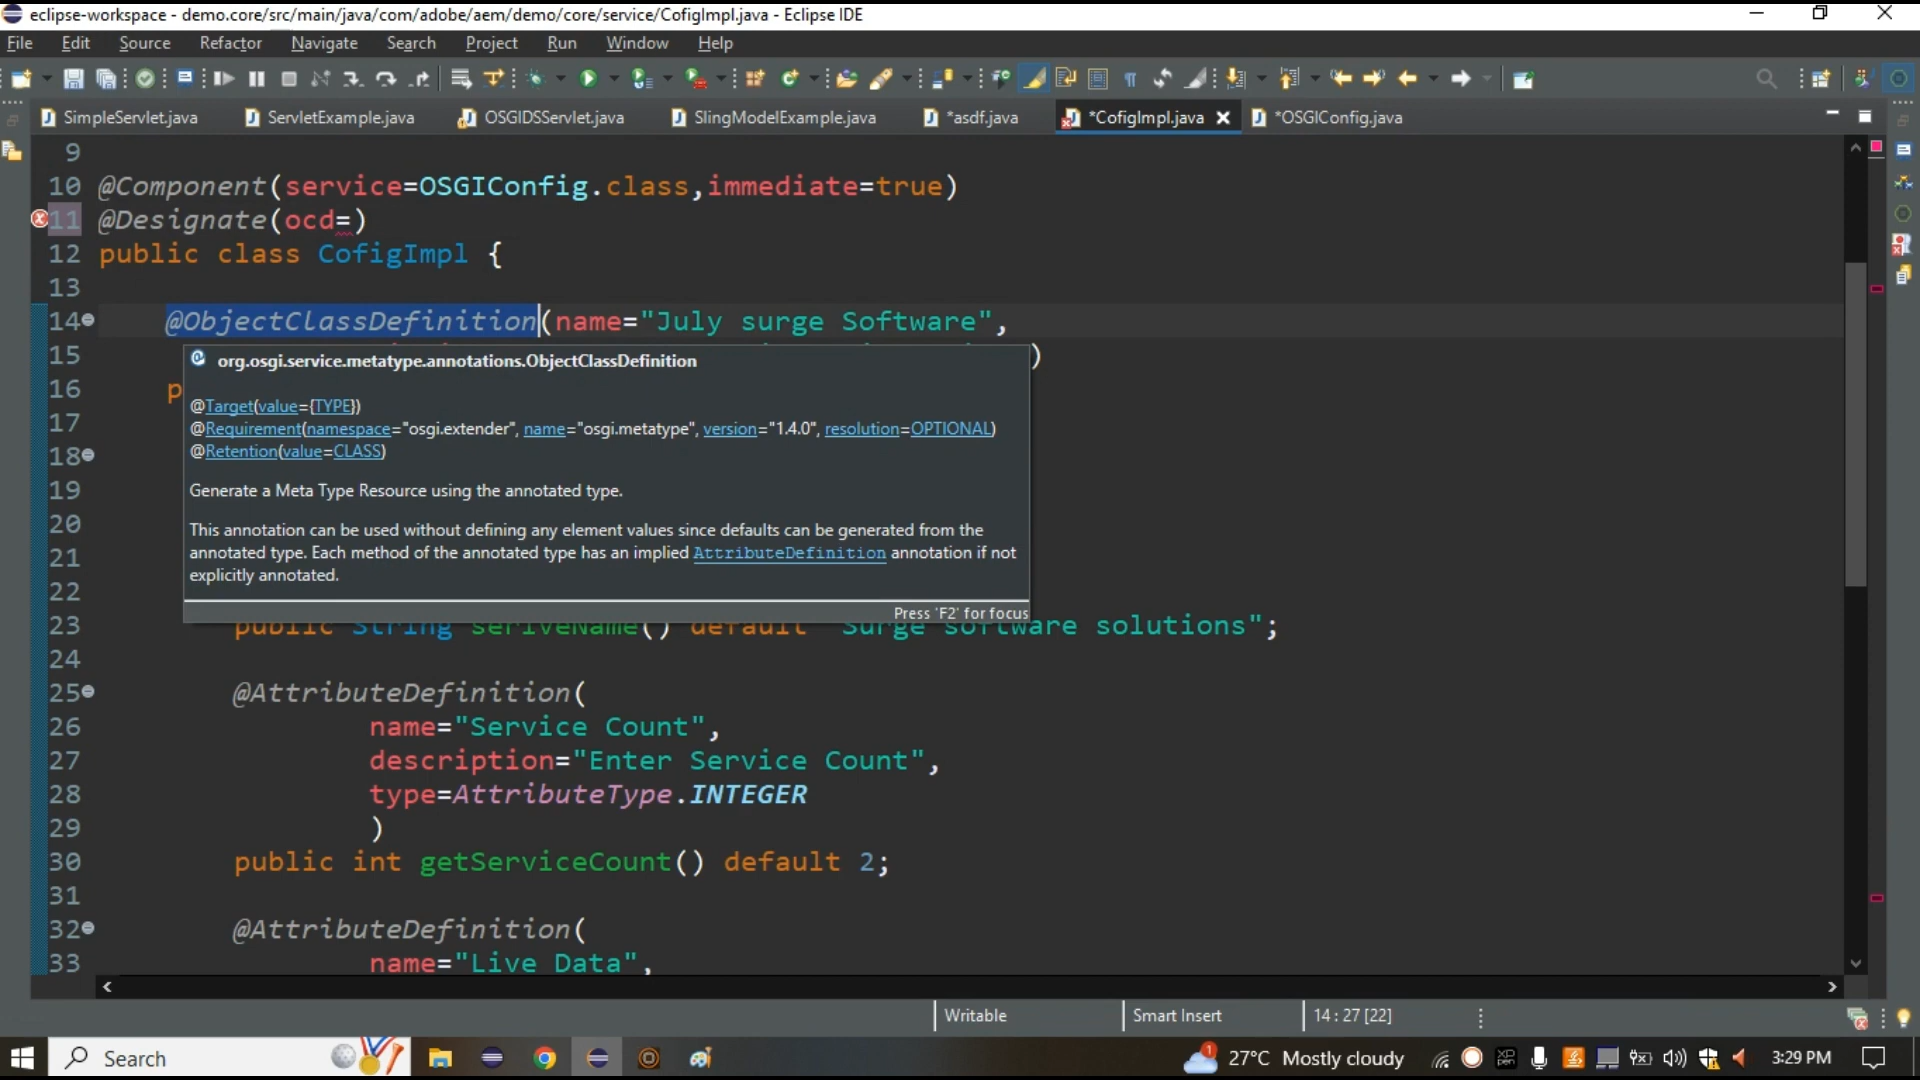 eclipse-workspace - demo.core/src/main/java/com/adobe/aem/demo/core/service/CofigImpl.java - Eclipse IDE
File Edit Source Refactor Navigate Search Project Run Window Help
SimpleServlet.java ServletExample.java OSGIDSServlet.java SlingModelExample.java *asdf.java *CofigImpl.java *OSGIConfig.java
9
10 @Component(service=OSGIConfig.class,immediate=true)
11 @Designate(ocd=)
12 public class CofigImpl {
13
14 @ObjectClassDefinition(name="July surge Software",
15 )
16 p
17
18
19
20
21
22
org.osgi.service.metatype.annotations.ObjectClassDefinition
@Target(value={TYPE})
@Requirement(namespace="osgi.extender", name="osgi.metatype", version="1.4.0", resolution=OPTIONAL)
@Retention(value=CLASS)
Generate a Meta Type Resource using the annotated type.
This annotation can be used without defining any element values since defaults can be generated from the
annotated type. Each method of the annotated type has an implied AttributeDefinition annotation if not
explicitly annotated.
Press 'F2' for focus
23 public String seriveName() default "Surge software solutions";
24
25 @AttributeDefinition(
26 name="Service Count",
27 description="Enter Service Count",
28 type=AttributeType.INTEGER
29 )
30 public int getServiceCount() default 2;
31
32 @AttributeDefinition(
33 name="Live Data",
Writable Smart Insert 14 : 27 [22]
Search 1 27°C Mostly cloudy 3:29 PM